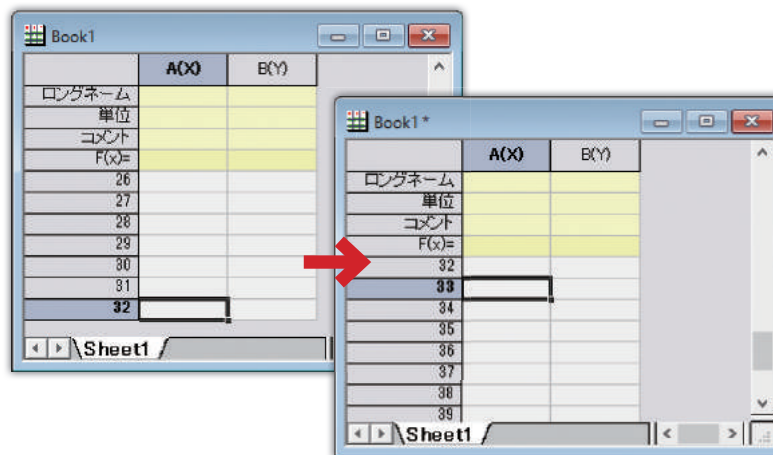 Book1
A(X) B(Y)
ロングネーム
単位
コメント
F(x)=
26
27
28
29
30
31
32
Sheet1
Book1 *
A(X) B(Y)
ロングネーム
単位
コメント
F(x)=
32
33
34
35
36
37
38
39
Sheet1